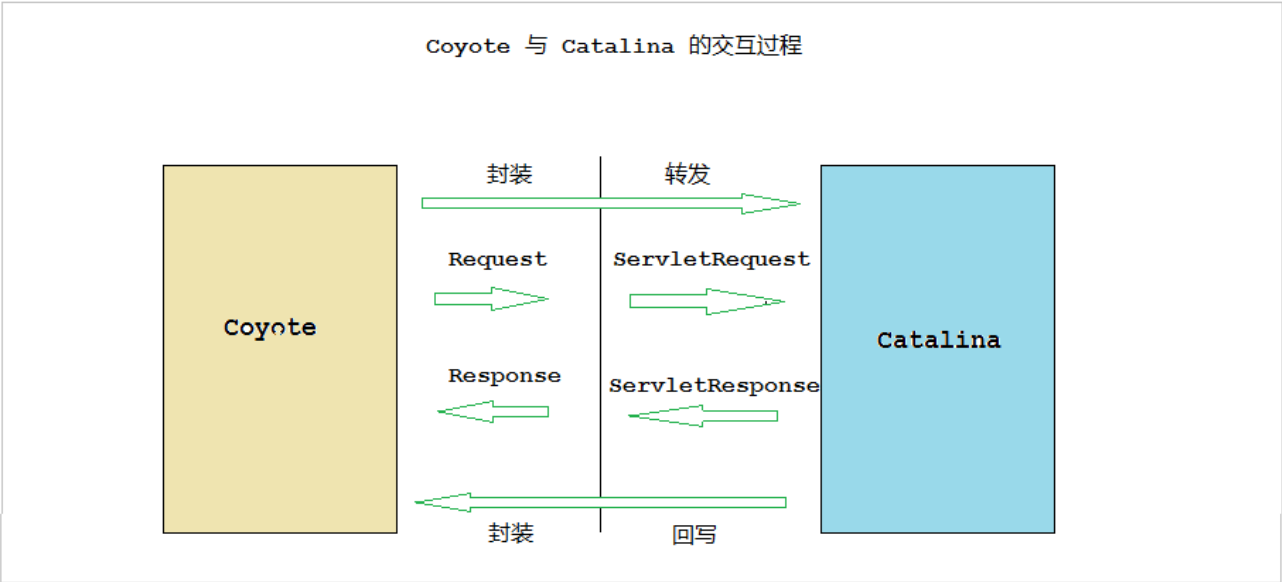 Coyote 与 Catalina 的交互过程
封装 转发
Request ServletRequest
Coyote
Catalina
Response ServletResponse
封装 回写